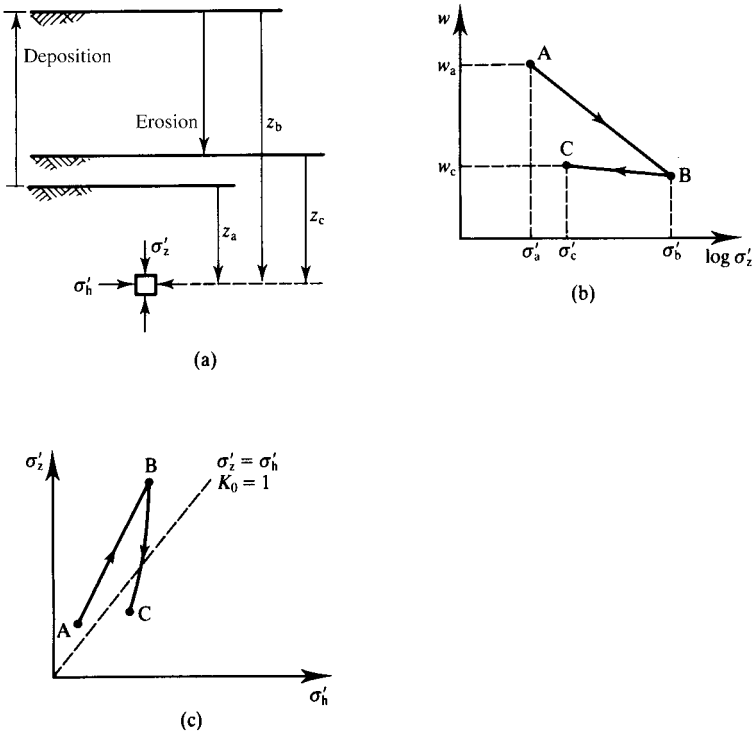 Deposition
Erosion
z_b
z_a
z_c
σ′_z
σ′_h
(a)
w
w_a
A
C
w_c
B
σ′_a
σ′_c
σ′_b
log σ′_z
(b)
σ′_z
B
σ′_z = σ′_h
K_0 = 1
A
C
σ′_h
(c)